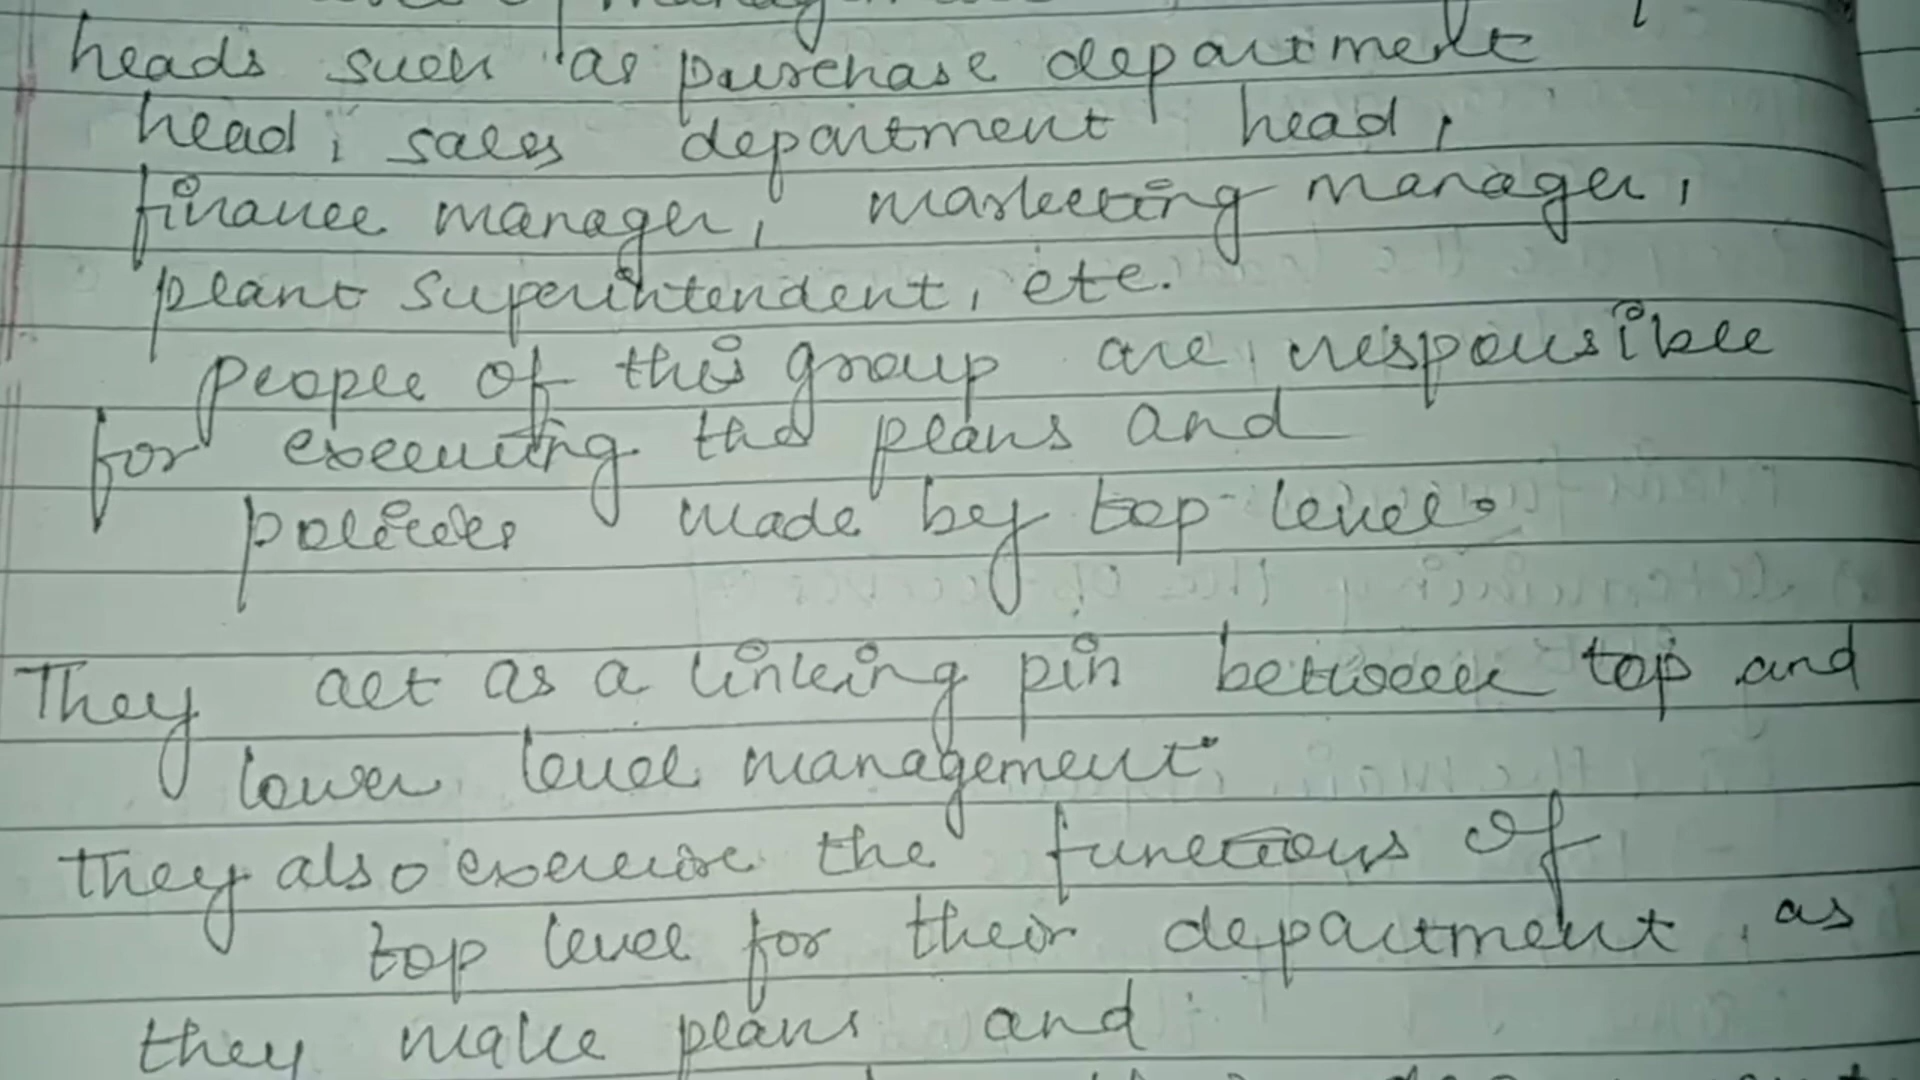 heads such as purchase department
head, sales department head,
finance manager, marketing manager,
plant superintendent, etc.
people of this group are responsible
for executing the plans and
policies made by top-level.
They act as a linking pin between top and
lower level management.
they also exercise the functions of
top level for their department, as
they make plans and